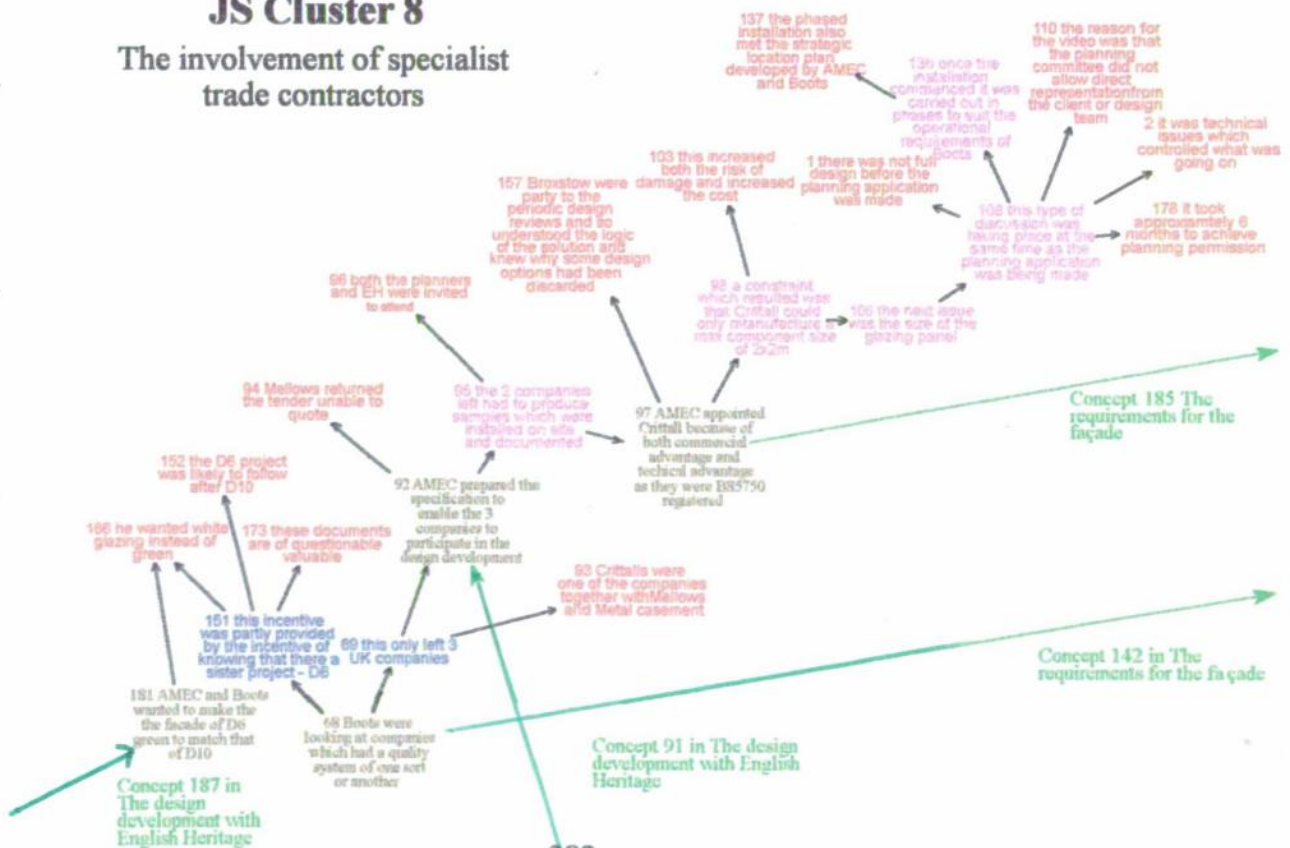 JS Cluster 8
The involvement of specialist
trade contractors
137 the phased
installation also
met the strategic
location plan
developed by AMEC
and Boots
once the
installation
commenced it was
carried out in
phases to suit the
operational
requirements of
Boots
110 the reason for
the video was that
the planning
committee did not
allow direct
representationfrom
the client or design
team
2 it was technical
issues which
controlled what was
going on
103 this increased
both the risk of
damage and increased
the cost
1 there was not full
design before the
planning application
was made
157 Broxstow were
party to the
periodic design
reviews and so
understood the logic
of the solution and
knew why some design
options had been
discarded
this type of
discussion was
taking place at the
same time as the
planning application
was being made
178 it took
months to achieve
planning permission
96 both the planners
and EH were invited
to attend
98 a constraint
which resulted was
that Crittall could
only manufacture a
max component size
of 2x2m
the next issue
was the size of the
glazing panel
94 Mellows returned
the tender unable to
quote
95 the 2 companies
left had to produce
samples which were
installed on site
and documented
97 AMEC appointed
Crittall because of
both commercial
advantage and
techical advantage
as they were BS5750
registered
Concept 185 The
requirements for the
façade
152 the D6 project
was likely to follow
after D10
92 AMEC prepared the
specification to
enable the 3
companies to
participate in the
design development
166 he wanted white
glazing instead of
green
173 these documents
are of questionable
valuable
93 Crittalls were
one of the companies
together withMellows
and Metal casement
151 this incentive
was partly provided
by the incentive of
knowing that there a
sister project - D6
69 this only left 3
UK companies
Concept 142 in The
requirements for the façade
181 AMEC and Boots
wanted to make the
the facade of D6
green to match that
of D10
68 Boots were
looking at companies
which had a quality
system of one sort
or another
Concept 91 in The design
development with English
Heritage
Concept 187 in
The design
development with
English Heritage